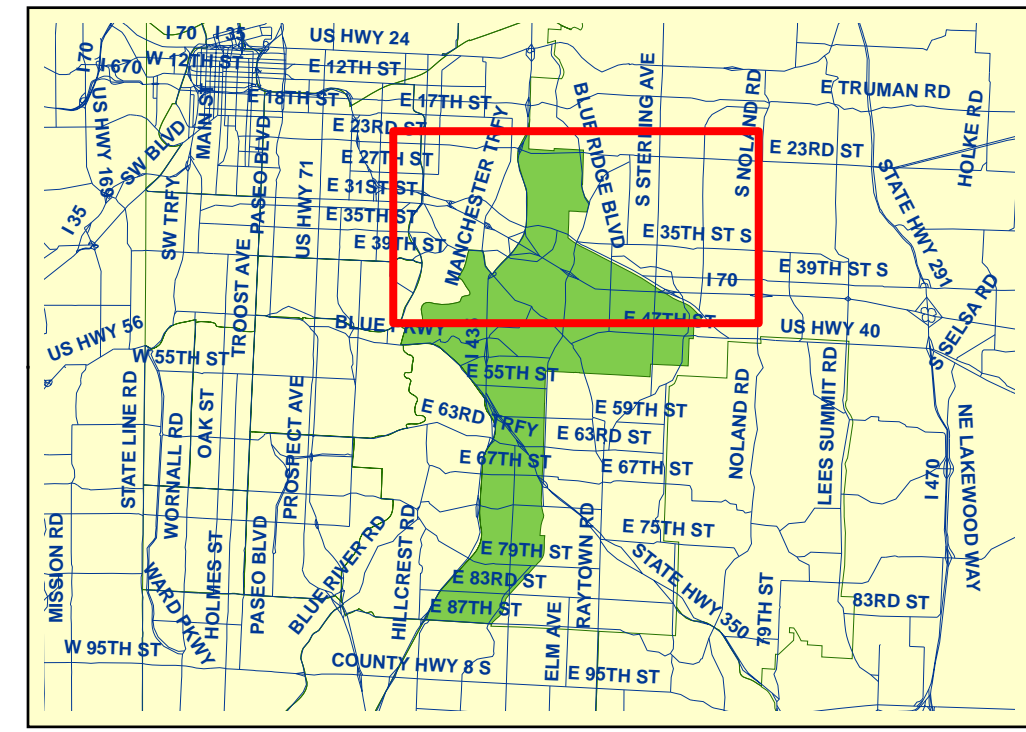 I 70
I 35
US HWY 24
I 70
I 670
W 12TH ST
E 12TH ST
E TRUMAN RD
E 18TH ST
E 17TH ST
US HWY 169
MAIN ST
PASEO BLVD
E 23RD ST
BLUE RIDGE BLVD
S STERLING AVE
S NOLAND RD
HOLKE RD
SW BLVD
E 27TH ST
MANCHESTER TRFY
E 23RD ST
STATE HWY 291
E 31ST ST
I 35
SW TRFY
US HWY 71
E 35TH ST
E 35TH ST S
E 39TH ST
E 39TH ST S
I 70
TROOST AVE
BLUE PKWY
I 435
E 47TH ST
US HWY 40
S SELSA RD
US HWY 56
W 55TH ST
E 55TH ST
STATE LINE RD
WORNALL RD
OAK ST
PROSPECT AVE
E 63RD TRFY
E 59TH ST
E 63RD ST
NOLAND RD
LEES SUMMIT RD
NE LAKEWOOD WAY
E 67TH ST
E 67TH ST
I 470
MISSION RD
HOLMES ST
PASEO BLVD
BLUE RIVER RD
HILLCREST RD
RAYTOWN RD
E 75TH ST
E 79TH ST
STATE HWY 350
WARD PKWY
E 83RD ST
79TH ST
83RD ST
E 87TH ST
ELM AVE
W 95TH ST
COUNTY HWY 8 S
E 95TH ST